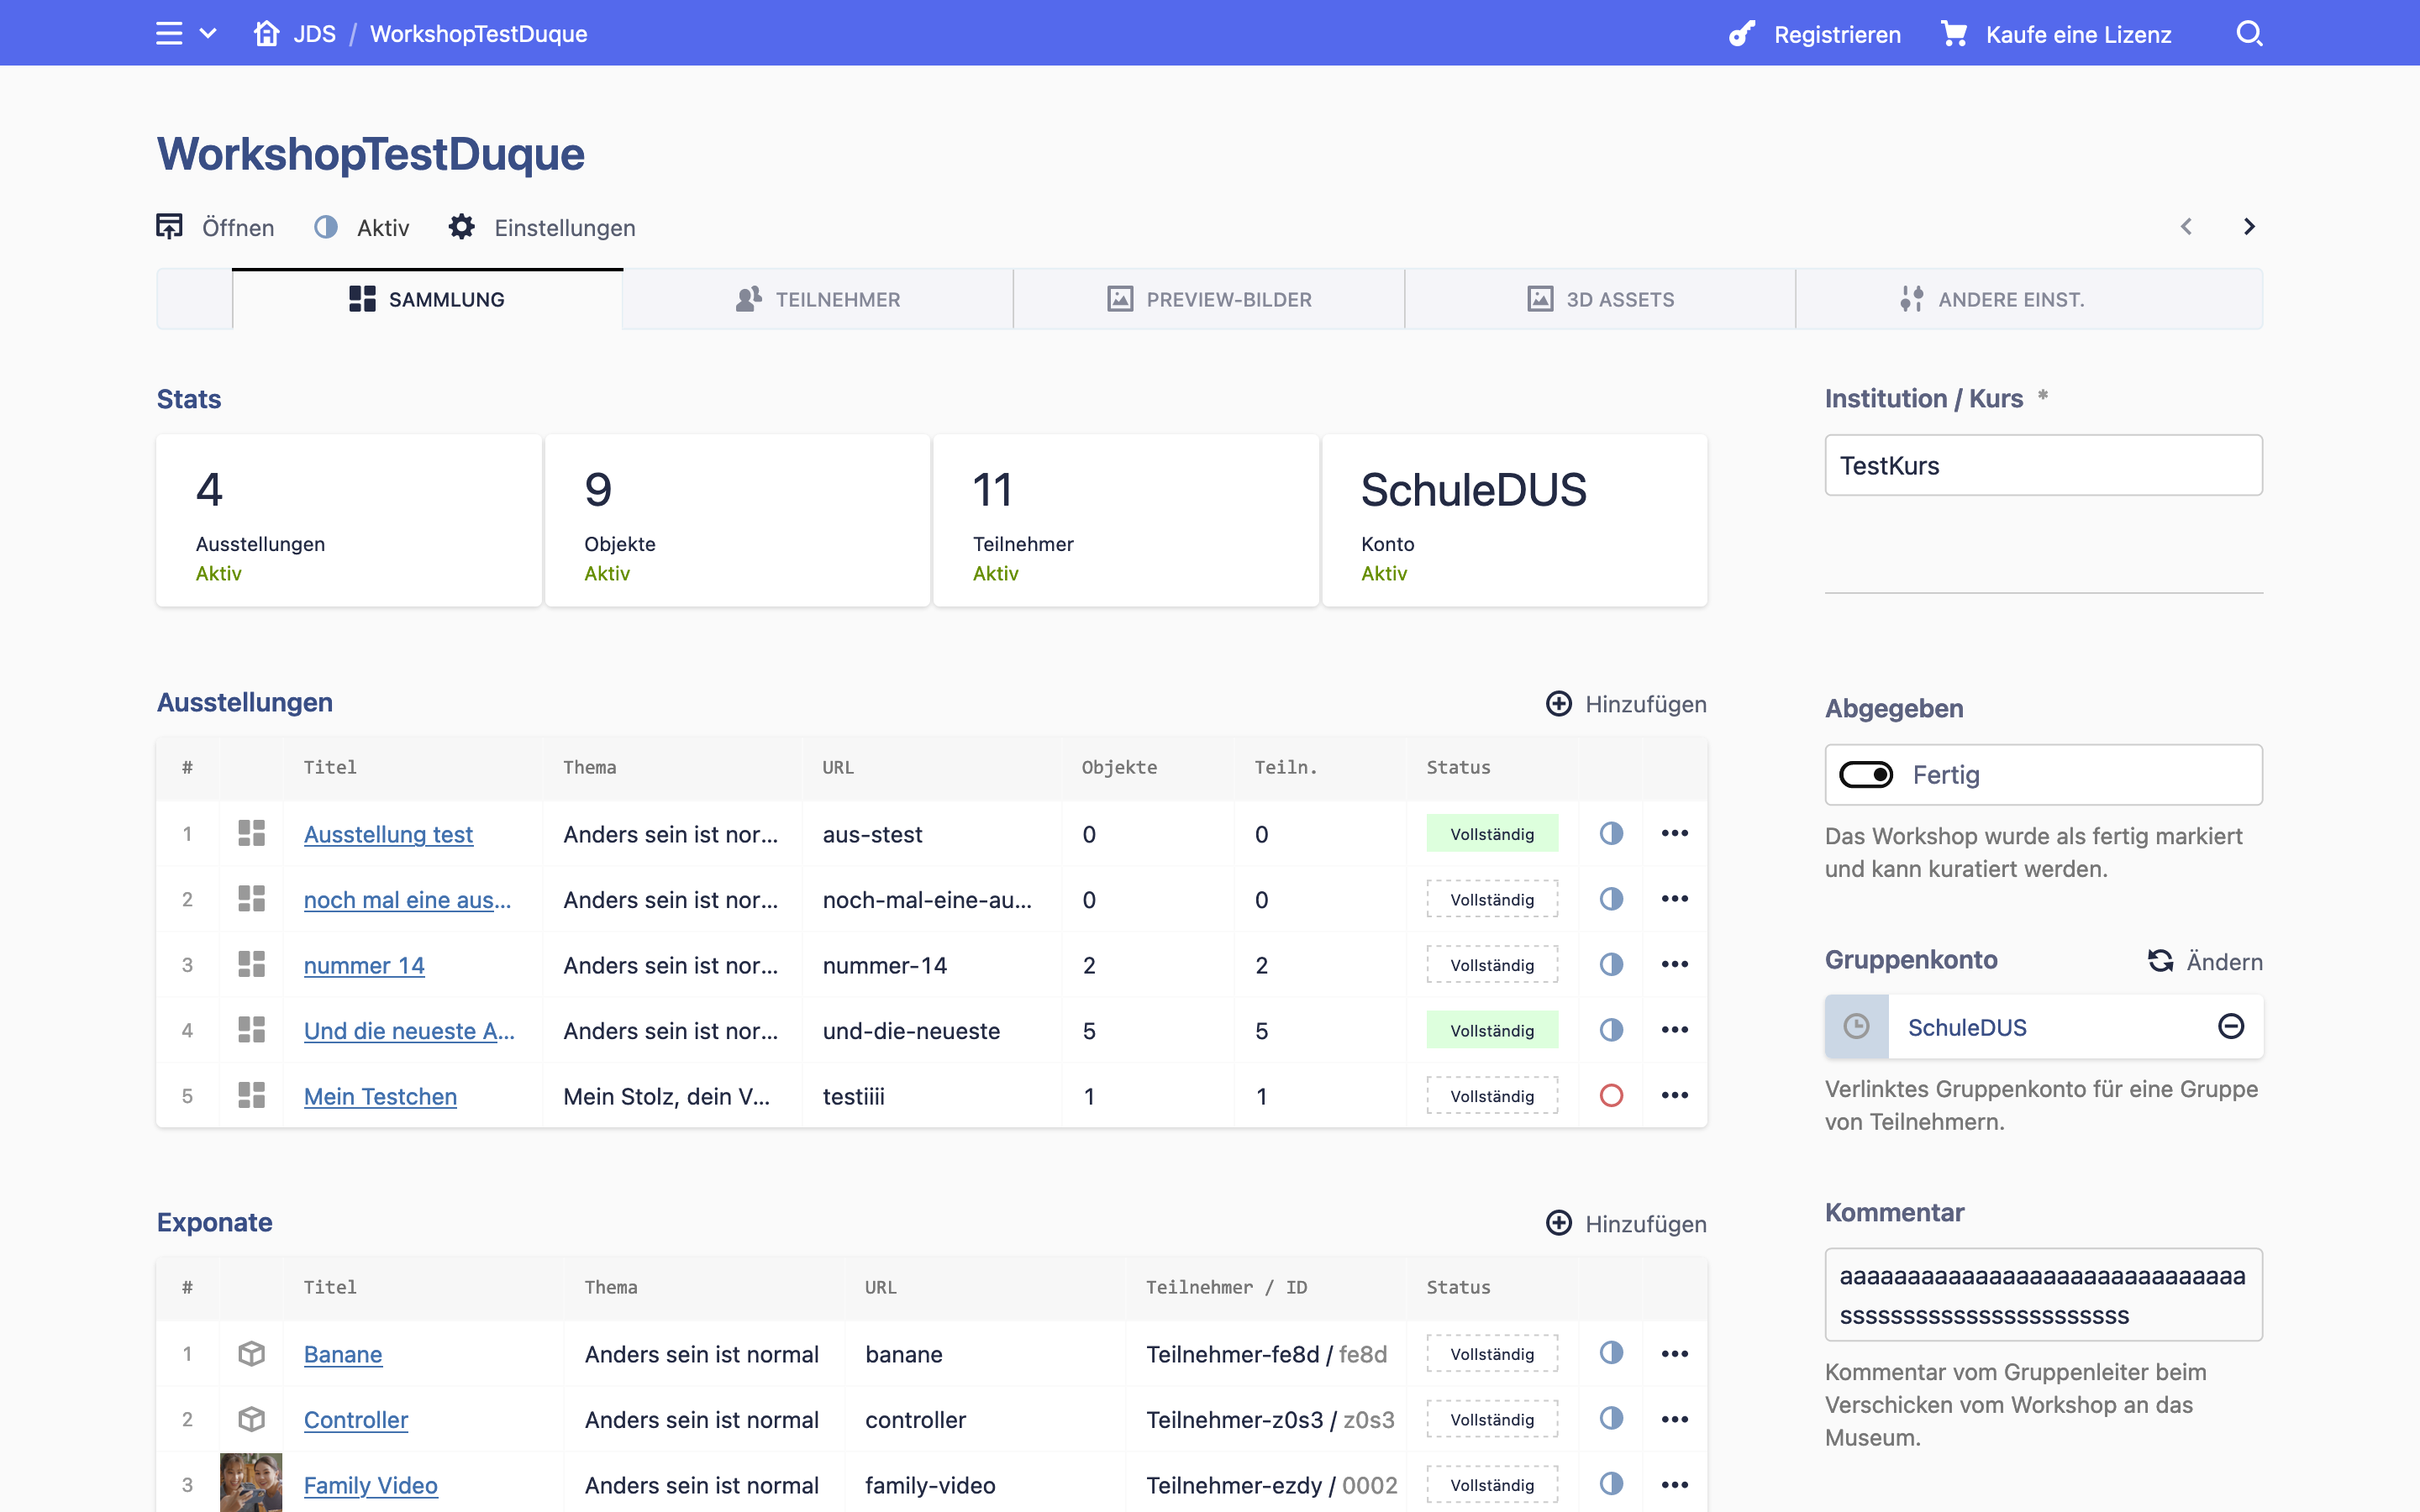 JDS / WorkshopTestDuque
Registrieren
Kaufe eine Lizenz
WorkshopTestDuque
Öffnen
Aktiv
Einstellungen
SAMMLUNG
TEILNEHMER
PREVIEW-BILDER
3D ASSETS
ANDERE EINST.
Stats
4
Ausstellungen
Aktiv
9
Objekte
Aktiv
11
Teilnehmer
Aktiv
SchuleDUS
Konto
Aktiv
Ausstellungen
Hinzufügen
# Titel Thema URL Objekte Teiln. Status
1 Ausstellung test Anders sein ist nor... aus-stest 0 0 Vollständig
2 noch mal eine aus... Anders sein ist nor... noch-mal-eine-au... 0 0 Vollständig
3 nummer 14 Anders sein ist nor... nummer-14 2 2 Vollständig
4 Und die neueste A... Anders sein ist nor... und-die-neueste 5 5 Vollständig
5 Mein Testchen Mein Stolz, dein V... testiiii 1 1 Vollständig
Exponate
Hinzufügen
# Titel Thema URL Teilnehmer / ID Status
1 Banane Anders sein ist normal banane Teilnehmer-fe8d / fe8d Vollständig
2 Controller Anders sein ist normal controller Teilnehmer-z0s3 / z0s3 Vollständig
3 Family Video Anders sein ist normal family-video Teilnehmer-ezdy / 0002 Vollständig
Institution / Kurs *
TestKurs
Abgegeben
Fertig
Das Workshop wurde als fertig markiert
und kann kuratiert werden.
Gruppenkonto
Ändern
SchuleDUS
Verlinktes Gruppenkonto für eine Gruppe
von Teilnehmern.
Kommentar
aaaaaaaaaaaaaaaaaaaaaaaaaaaaaa
sssssssssssssssssssssss
Kommentar vom Gruppenleiter beim
Verschicken vom Workshop an das
Museum.